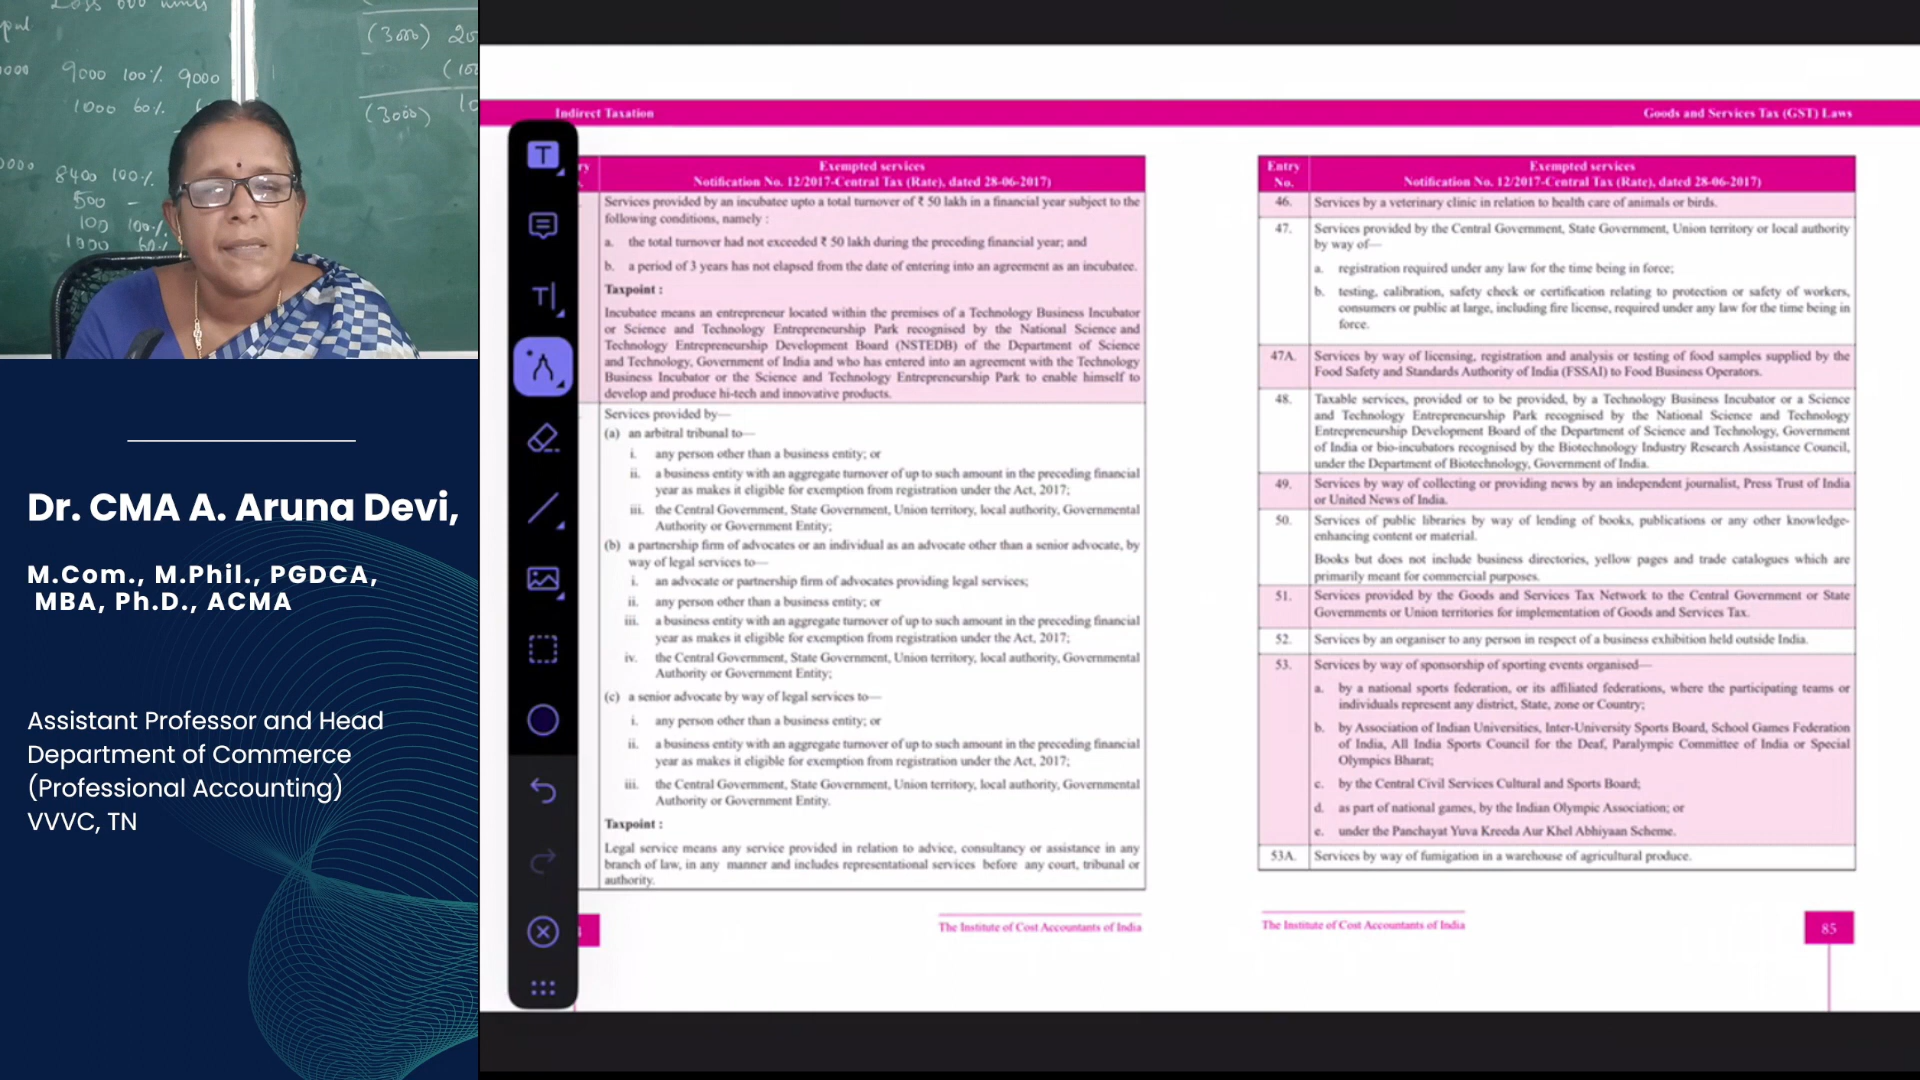 Loss 600 units
(3000) 20
9000 100% 9000
1000 60%
(3000) 10
8400 100%
500 -
100 100%
1000 60%
Dr. CMA A. Aruna Devi,
M.Com., M.Phil., PGDCA,
MBA, Ph.D., ACMA
Assistant Professor and Head
Department of Commerce
(Professional Accounting)
VVVC, TN
Indirect Taxation
Exempted services
Notification No. 12/2017-Central Tax (Rate), dated 28-06-2017)
Services provided by an incubatee upto a total turnover of ₹ 50 lakh in a financial year subject to the
following conditions, namely :
a. the total turnover had not exceeded ₹ 50 lakh during the preceding financial year; and
b. a period of 3 years has not elapsed from the date of entering into an agreement as an incubatee.
Taxpoint :
Incubatee means an entrepreneur located within the premises of a Technology Business Incubator
or Science and Technology Entrepreneurship Park recognised by the National Science and
Technology Entrepreneurship Development Board (NSTEDB) of the Department of Science
and Technology, Government of India and who has entered into an agreement with the Technology
Business Incubator or the Science and Technology Entrepreneurship Park to enable himself to
develop and produce hi-tech and innovative products.
Services provided by—
(a) an arbitral tribunal to—
i. any person other than a business entity; or
ii. a business entity with an aggregate turnover of up to such amount in the preceding financial
year as makes it eligible for exemption from registration under the Act, 2017;
iii. the Central Government, State Government, Union territory, local authority, Governmental
Authority or Government Entity;
(b) a partnership firm of advocates or an individual as an advocate other than a senior advocate, by
way of legal services to—
i. an advocate or partnership firm of advocates providing legal services;
ii. any person other than a business entity; or
iii. a business entity with an aggregate turnover of up to such amount in the preceding financial
year as makes it eligible for exemption from registration under the Act, 2017;
iv. the Central Government, State Government, Union territory, local authority, Governmental
Authority or Government Entity;
(c) a senior advocate by way of legal services to—
i. any person other than a business entity; or
ii. a business entity with an aggregate turnover of up to such amount in the preceding financial
year as makes it eligible for exemption from registration under the Act, 2017;
iii. the Central Government, State Government, Union territory, local authority, Governmental
Authority or Government Entity.
Taxpoint :
Legal service means any service provided in relation to advice, consultancy or assistance in any
branch of law, in any manner and includes representational services before any court, tribunal or
authority.
The Institute of Cost Accountants of India
Goods and Services Tax (GST) Laws
Entry No.
Exempted services
Notification No. 12/2017-Central Tax (Rate), dated 28-06-2017)
46. Services by a veterinary clinic in relation to health care of animals or birds.
47. Services provided by the Central Government, State Government, Union territory or local authority
by way of—
a. registration required under any law for the time being in force;
b. testing, calibration, safety check or certification relating to protection or safety of workers,
consumers or public at large, including fire license, required under any law for the time being in
force.
47A. Services by way of licensing, registration and analysis or testing of food samples supplied by the
Food Safety and Standards Authority of India (FSSAI) to Food Business Operators.
48. Taxable services, provided or to be provided, by a Technology Business Incubator or a Science
and Technology Entrepreneurship Park recognised by the National Science and Technology
Entrepreneurship Development Board of the Department of Science and Technology, Government
of India or bio-incubators recognised by the Biotechnology Industry Research Assistance Council,
under the Department of Biotechnology, Government of India.
49. Services by way of collecting or providing news by an independent journalist, Press Trust of India
or United News of India.
50. Services of public libraries by way of lending of books, publications or any other knowledge-
enhancing content or material.
Books but does not include business directories, yellow pages and trade catalogues which are
primarily meant for commercial purposes.
51. Services provided by the Goods and Services Tax Network to the Central Government or State
Governments or Union territories for implementation of Goods and Services Tax.
52. Services by an organiser to any person in respect of a business exhibition held outside India.
53. Services by way of sponsorship of sporting events organised—
a. by a national sports federation, or its affiliated federations, where the participating teams or
individuals represent any district, State, zone or Country;
b. by Association of Indian Universities, Inter-University Sports Board, School Games Federation
of India, All India Sports Council for the Deaf, Paralympic Committee of India or Special
Olympics Bharat;
c. by the Central Civil Services Cultural and Sports Board;
d. as part of national games, by the Indian Olympic Association; or
e. under the Panchayat Yuva Kreeda Aur Khel Abhiyaan Scheme.
53A. Services by way of fumigation in a warehouse of agricultural produce.
The Institute of Cost Accountants of India
85